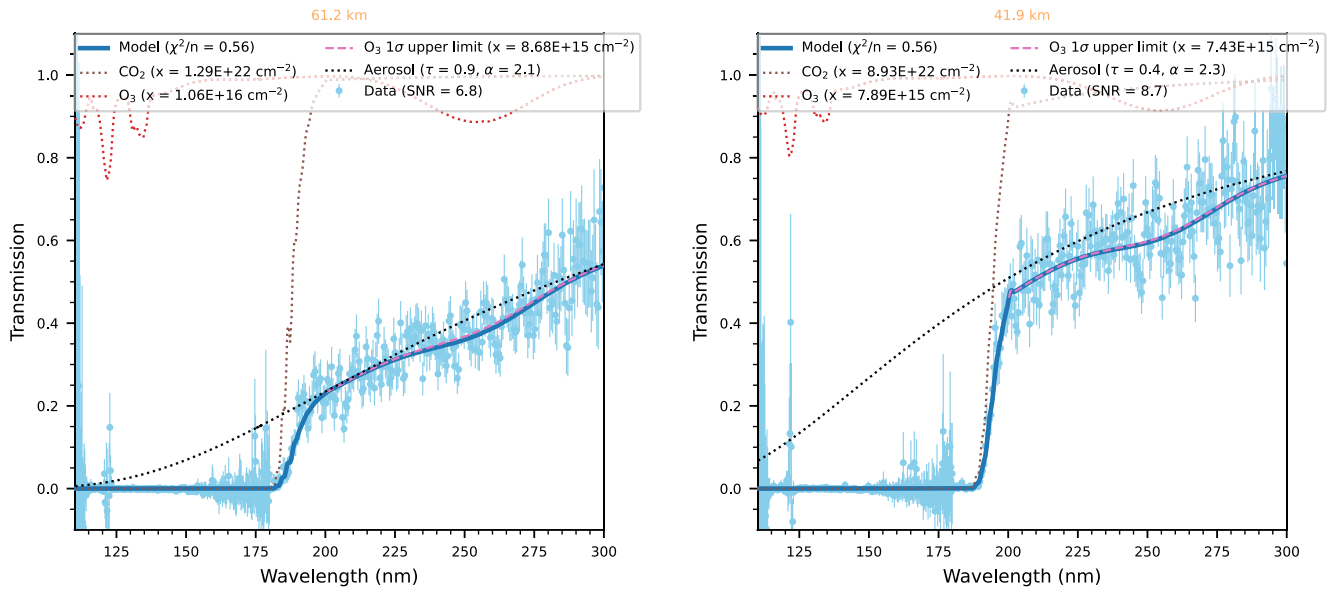 61.2 km
Model (χ²/n = 0.56)
CO₂ (x = 1.29E+22 cm⁻²)
O₃ (x = 1.06E+16 cm⁻²)
O₃ 1σ upper limit (x = 8.68E+15 cm⁻²)
Aerosol (τ = 0.9, α = 2.1)
Data (SNR = 6.8)
Transmission
1.0
0.8
0.6
0.4
0.2
0.0
125 150 175 200 225 250 275 300
Wavelength (nm)
41.9 km
Model (χ²/n = 0.56)
CO₂ (x = 8.93E+22 cm⁻²)
O₃ (x = 7.89E+15 cm⁻²)
O₃ 1σ upper limit (x = 7.43E+15 cm⁻²)
Aerosol (τ = 0.4, α = 2.3)
Data (SNR = 8.7)
Transmission
1.0
0.8
0.6
0.4
0.2
0.0
125 150 175 200 225 250 275 300
Wavelength (nm)